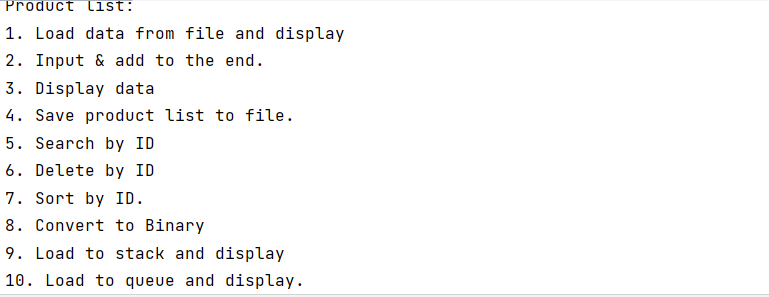 Product list:
1. Load data from file and display
2. Input & add to the end.
3. Display data
4. Save product list to file.
5. Search by ID
6. Delete by ID
7. Sort by ID.
8. Convert to Binary
9. Load to stack and display
10. Load to queue and display.